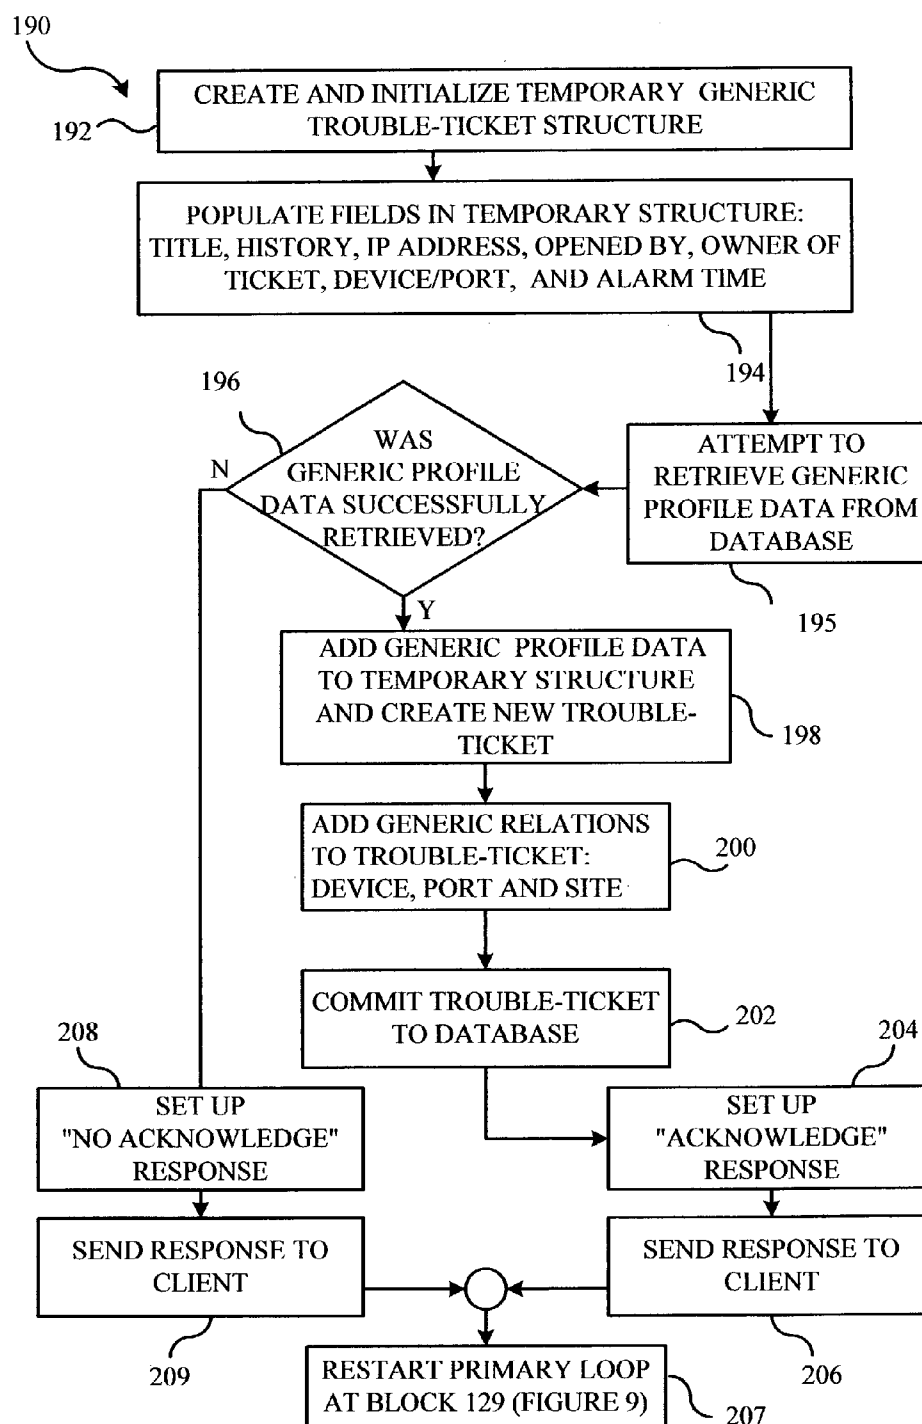 190
CREATE AND INITIALIZE TEMPORARY GENERIC
TROUBLE-TICKET STRUCTURE
192
POPULATE FIELDS IN TEMPORARY STRUCTURE:
TITLE, HISTORY, IP ADDRESS, OPENED BY, OWNER OF
TICKET, DEVICE/PORT, AND ALARM TIME
194
196
WAS
GENERIC PROFILE
DATA SUCCESSFULLY
RETRIEVED?
N
Y
ATTEMPT TO
RETRIEVE GENERIC
PROFILE DATA FROM
DATABASE
195
ADD GENERIC PROFILE DATA
TO TEMPORARY STRUCTURE
AND CREATE NEW TROUBLE-
TICKET
198
ADD GENERIC RELATIONS
TO TROUBLE-TICKET:
DEVICE, PORT AND SITE
200
COMMIT TROUBLE-TICKET
TO DATABASE
202
208
SET UP
"NO ACKNOWLEDGE"
RESPONSE
204
SET UP
"ACKNOWLEDGE"
RESPONSE
SEND RESPONSE TO
CLIENT
209
SEND RESPONSE TO
CLIENT
206
RESTART PRIMARY LOOP
AT BLOCK 129 (FIGURE 9)
207